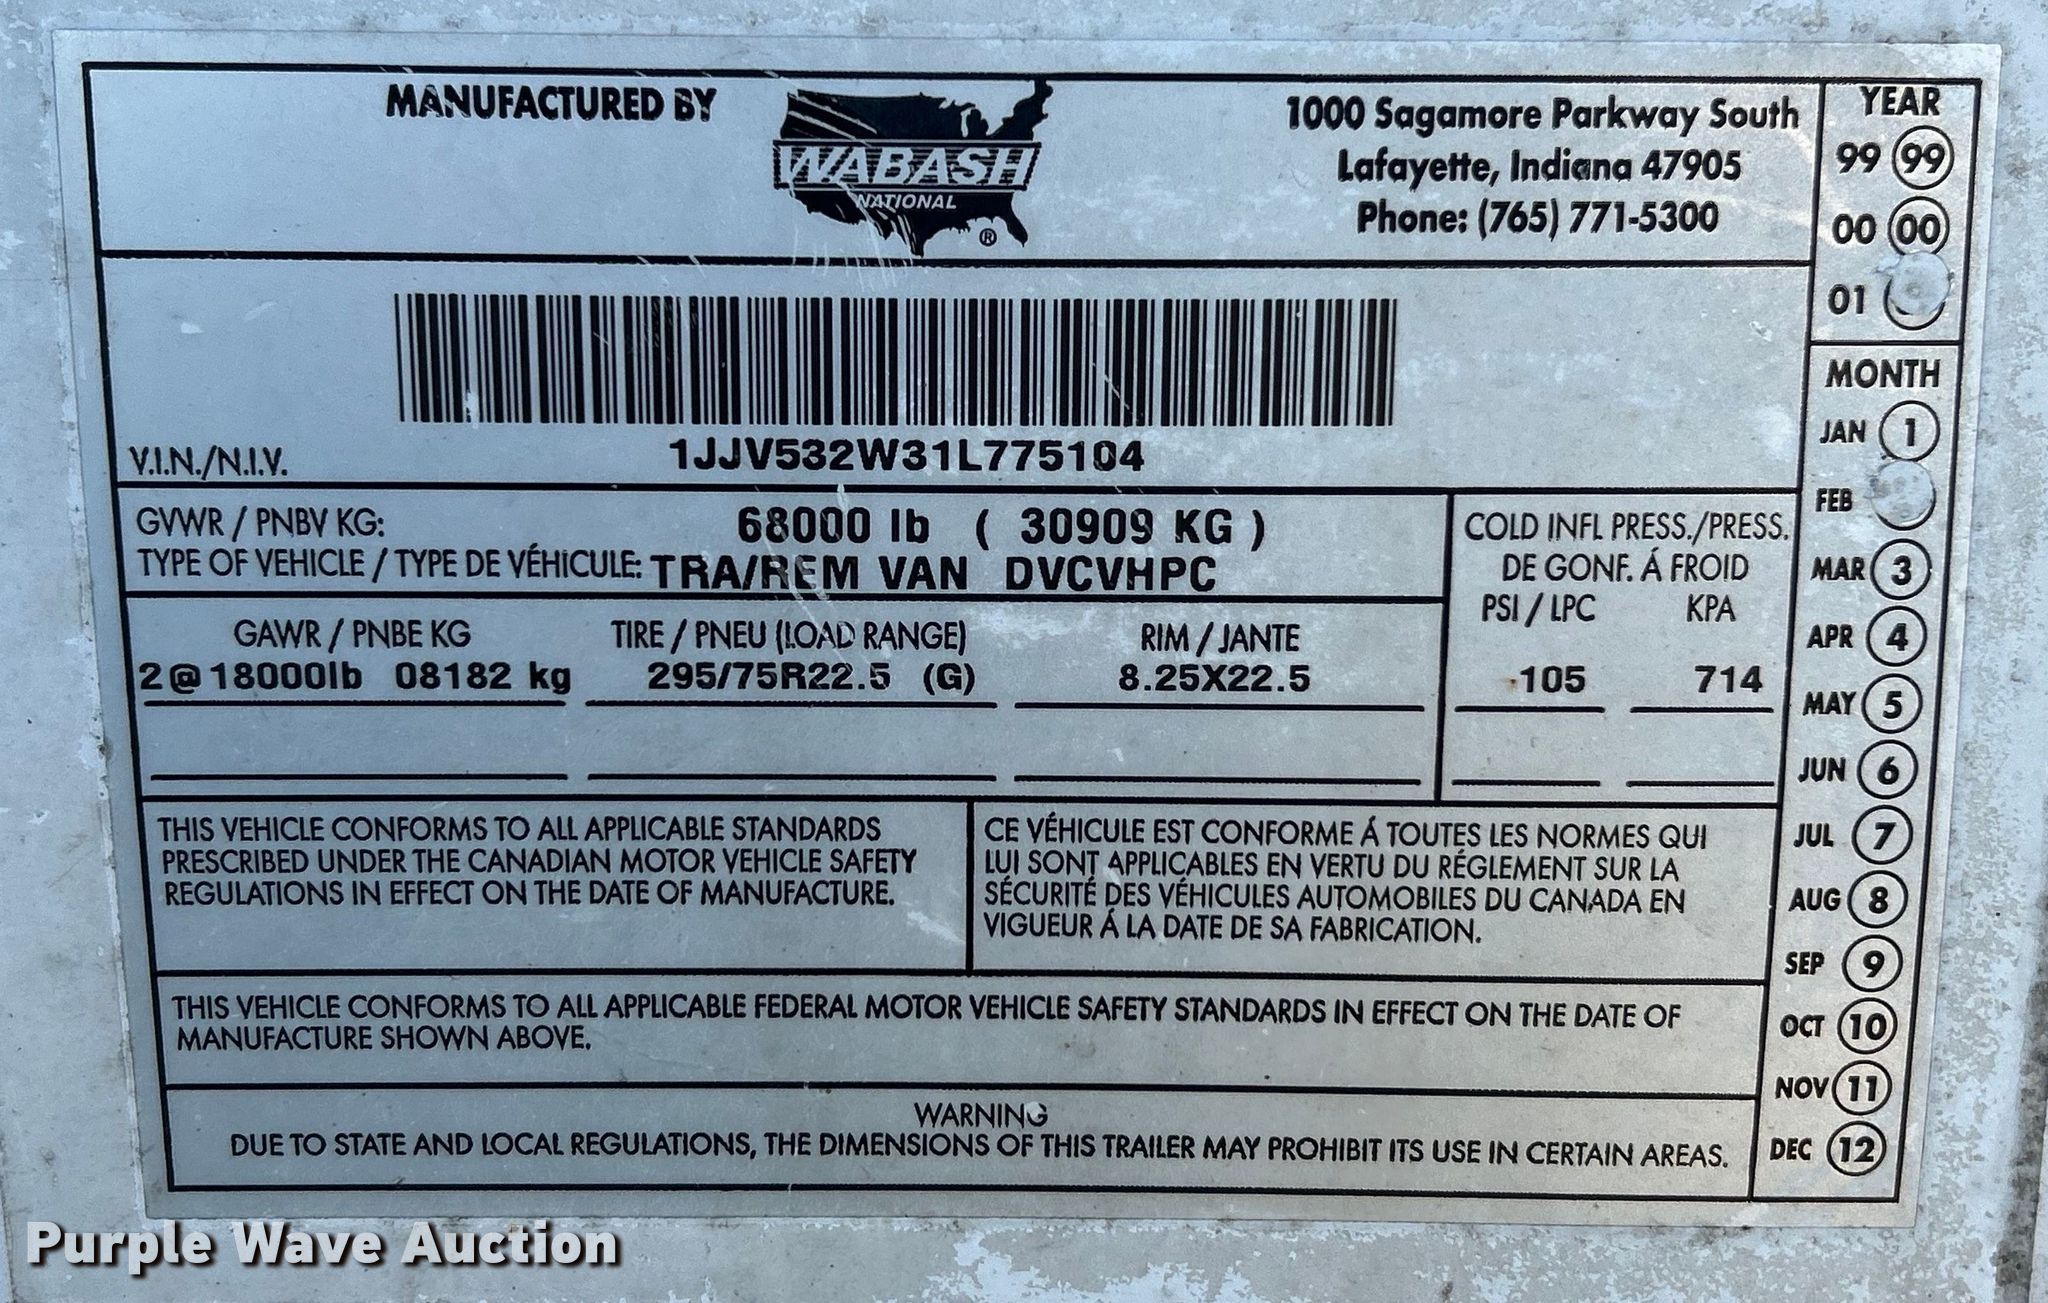 MANUFACTURED BY
WABASH
NATIONAL
®
1000 Sagamore Parkway South
Lafayette, Indiana 47905
Phone: (765) 771-5300
V.I.N./N.I.V.
1JJV532W31L775104
GVWR / PNBV KG: 68000 lb ( 30909 KG )
TYPE OF VEHICLE / TYPE DE VÉHICULE: TRA/REM VAN DVCVHPC
COLD INFL PRESS./PRESS.
DE GONF. Á FROID
PSI / LPC KPA
105 714
GAWR / PNBE KG TIRE / PNEU (LOAD RANGE) RIM / JANTE
2@18000lb 08182 kg 295/75R22.5 (G) 8.25X22.5
THIS VEHICLE CONFORMS TO ALL APPLICABLE STANDARDS
PRESCRIBED UNDER THE CANADIAN MOTOR VEHICLE SAFETY
REGULATIONS IN EFFECT ON THE DATE OF MANUFACTURE.
CE VÉHICULE EST CONFORME Á TOUTES LES NORMES QUI
LUI SONT APPLICABLES EN VERTU DU RÉGLEMENT SUR LA
SÉCURITÉ DES VÉHICULES AUTOMOBILES DU CANADA EN
VIGUEUR Á LA DATE DE SA FABRICATION.
THIS VEHICLE CONFORMS TO ALL APPLICABLE FEDERAL MOTOR VEHICLE SAFETY STANDARDS IN EFFECT ON THE DATE OF
MANUFACTURE SHOWN ABOVE.
WARNING
DUE TO STATE AND LOCAL REGULATIONS, THE DIMENSIONS OF THIS TRAILER MAY PROHIBIT ITS USE IN CERTAIN AREAS.
YEAR
99 99
00 00
01
MONTH
JAN 1
FEB
MAR 3
APR 4
MAY 5
JUN 6
JUL 7
AUG 8
SEP 9
OCT 10
NOV 11
DEC 12
Purple Wave Auction